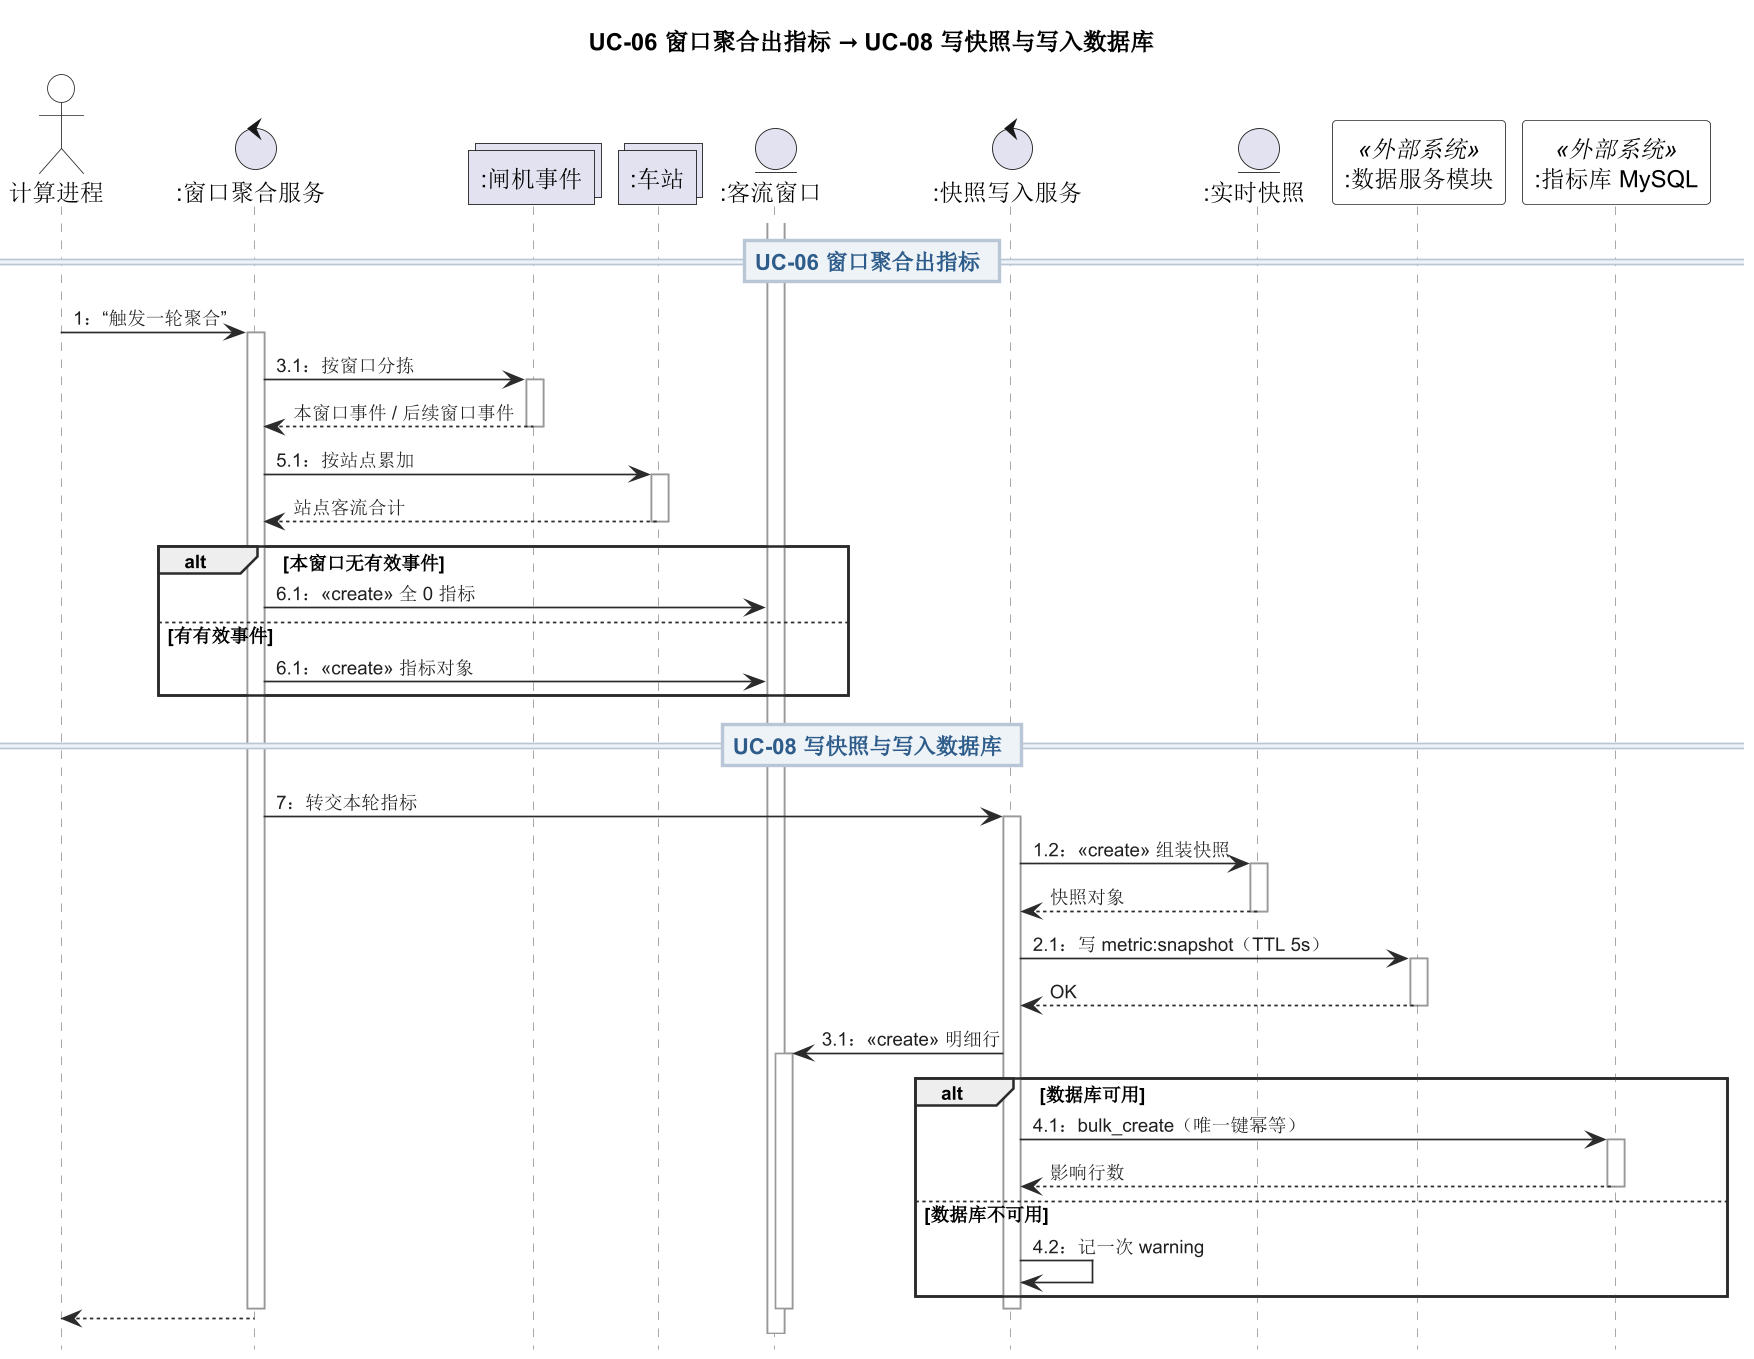 UC-06 窗口聚合出指标 → UC-08 写快照与写入数据库
计算进程
:窗口聚合服务
:闸机事件
:车站
:客流窗口
:快照写入服务
:实时快照
«外部系统»
:数据服务模块
«外部系统»
:指标库 MySQL
UC-06 窗口聚合出指标
1：“触发一轮聚合”
3.1：按窗口分拣
本窗口事件 / 后续窗口事件
5.1：按站点累加
站点客流合计
alt
[本窗口无有效事件]
6.1：«create» 全 0 指标
[有有效事件]
6.1：«create» 指标对象
UC-08 写快照与写入数据库
7：转交本轮指标
1.2：«create» 组装快照
快照对象
2.1：写 metric:snapshot（TTL 5s）
OK
3.1：«create» 明细行
alt
[数据库可用]
4.1：bulk_create（唯一键幂等）
影响行数
[数据库不可用]
4.2：记一次 warning